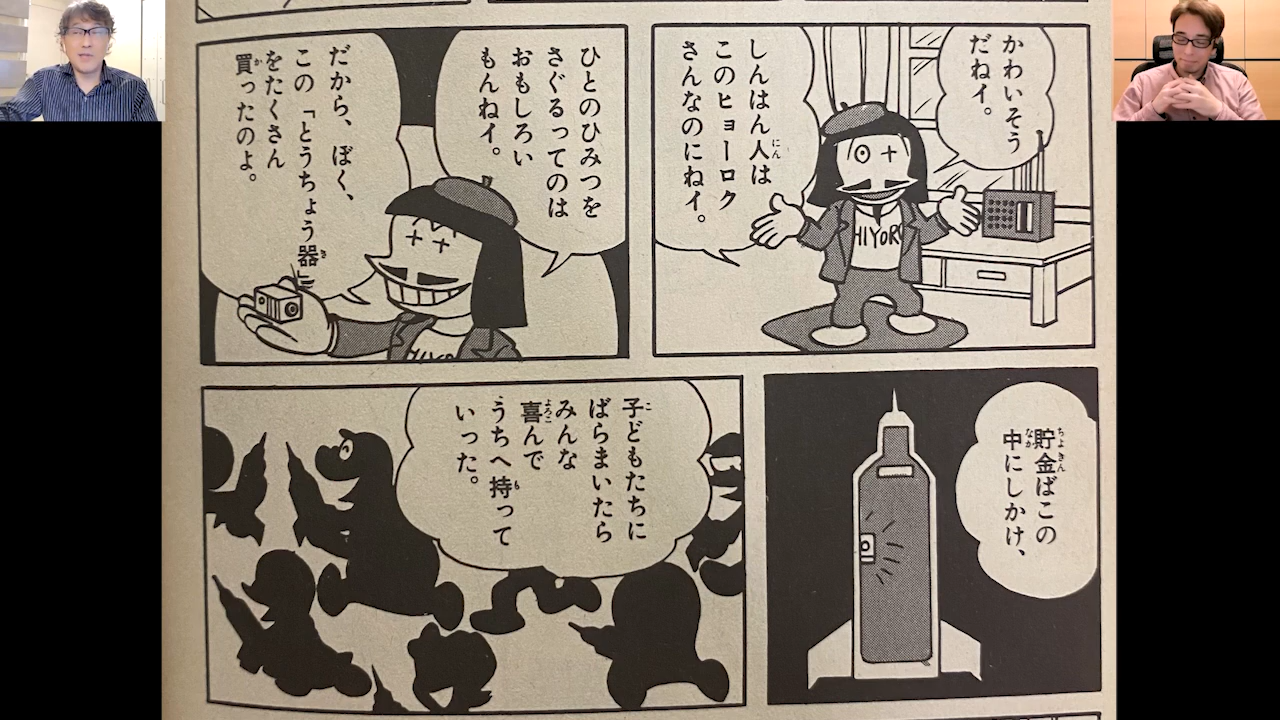 かわいそう
だねイ。
しんはん人は
このヒョーロク
さんなのにねイ。
HIYORO
ひとのひみつを
さぐるってのは
おもしろい
もんねイ。
だから、ぼく、
この「とうちょう器」
をたくさん
買ったのよ。
HIYORO
貯金ばこの
中にしかけ、
子どもたちに
ばらまいたら
みんな
喜んで
うちへ持って
いった。